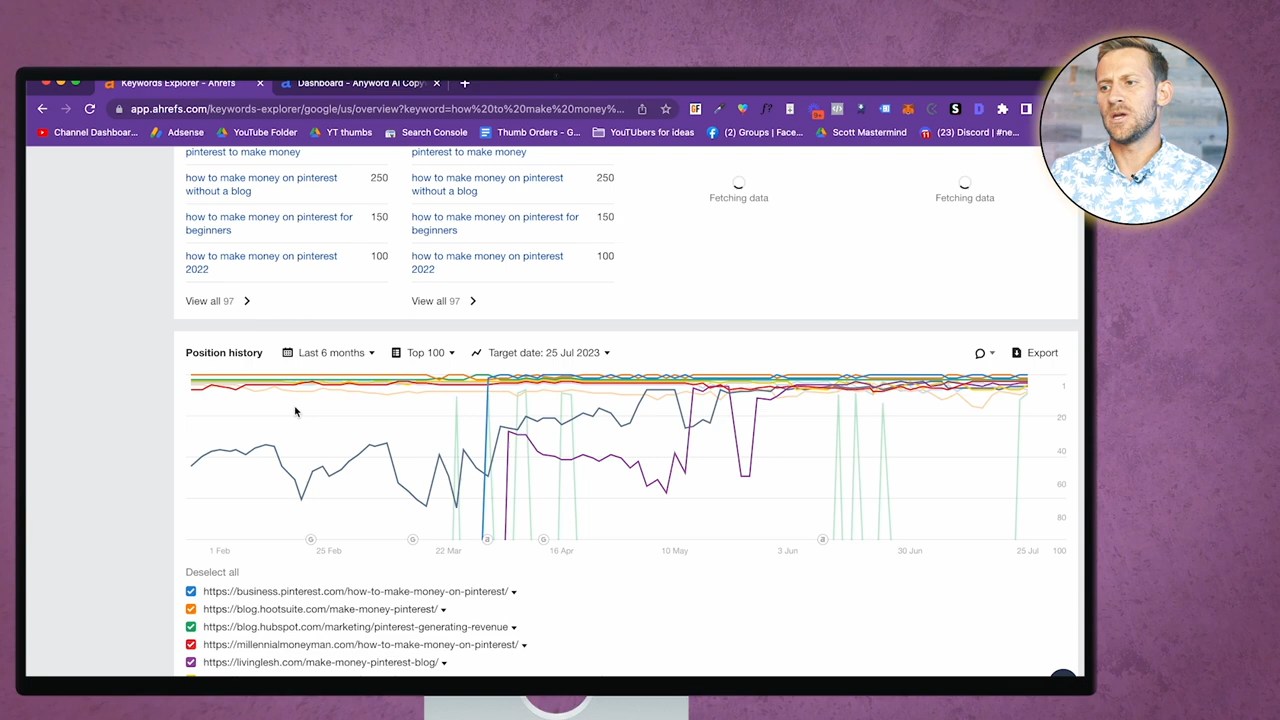 Keywords Explorer - Ahrefs
Dashboard - Anyword AI Copy
app.ahrefs.com/keywords-explorer/google/us/overview?keyword=how%20to%20make%20money%...
Channel Dashboar...
Adsense
YouTube Folder
YT thumbs
Search Console
Thumb Orders - G...
YouTUbers for ideas
(2) Groups | Face...
Scott Mastermind
(23) Discord | #ne...
9+
pinterest to make money
pinterest to make money
how to make money on pinterest
without a blog
250
how to make money on pinterest
without a blog
250
how to make money on pinterest for
beginners
150
how to make money on pinterest for
beginners
150
how to make money on pinterest
2022
100
how to make money on pinterest
2022
100
Fetching data
Fetching data
View all 97
View all 97
Position history
Last 6 months
Top 100
Target date: 25 Jul 2023
Export
1
20
40
60
80
100
G
G
a
G
a
1 Feb
25 Feb
22 Mar
16 Apr
10 May
3 Jun
30 Jun
25 Jul
Deselect all
https://business.pinterest.com/how-to-make-money-on-pinterest/
https://blog.hootsuite.com/make-money-pinterest/
https://blog.hubspot.com/marketing/pinterest-generating-revenue
https://millennialmoneyman.com/how-to-make-money-on-pinterest/
https://livinglesh.com/make-money-pinterest-blog/